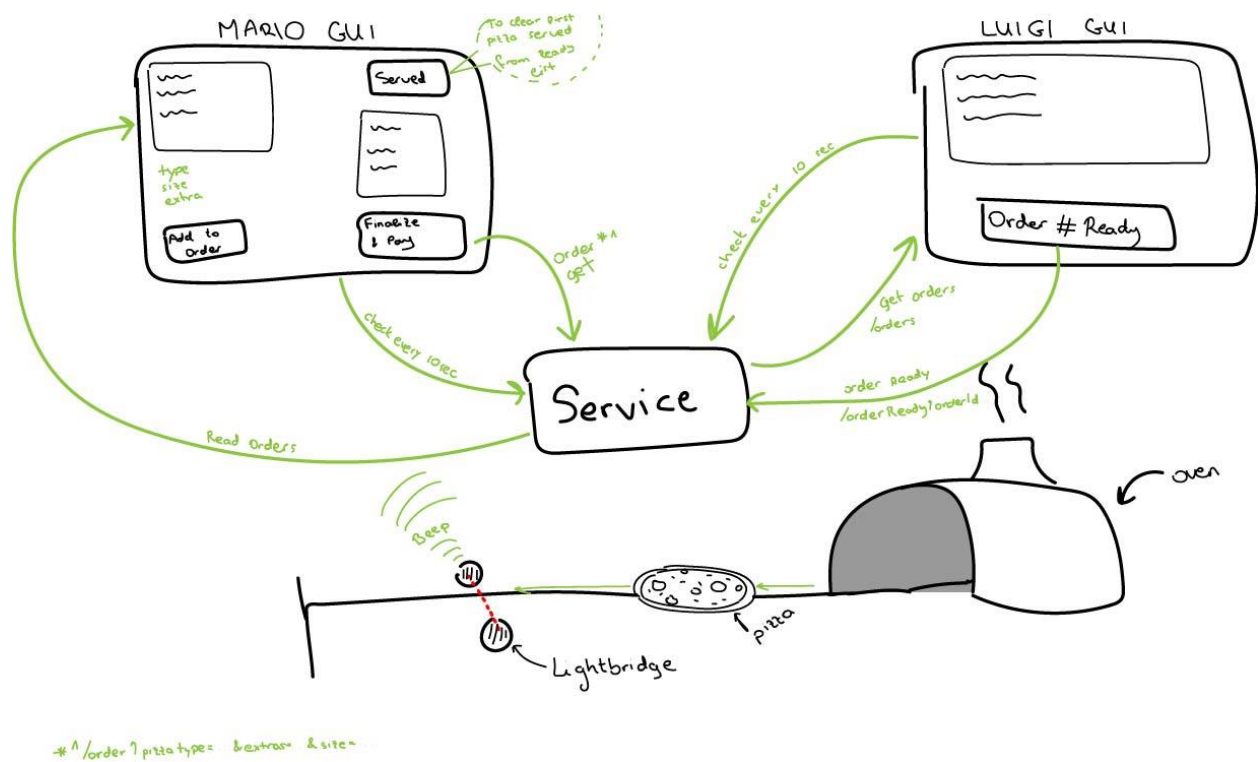 MARIO GUI
To clear first
pizza served
from Ready
list
Served
type
size
extra
Add to
Order
Finalize
& Pay
Order *^
get
check every 10 sec
Read Orders
LUIGI GUI
Order # Ready
check every 10 sec
Get orders
/orders
order Ready
/orderReady?orderId
Service
oven
Beep
pizza
Lightbridge
*^ /order?pizzatype= &extras= &size=...